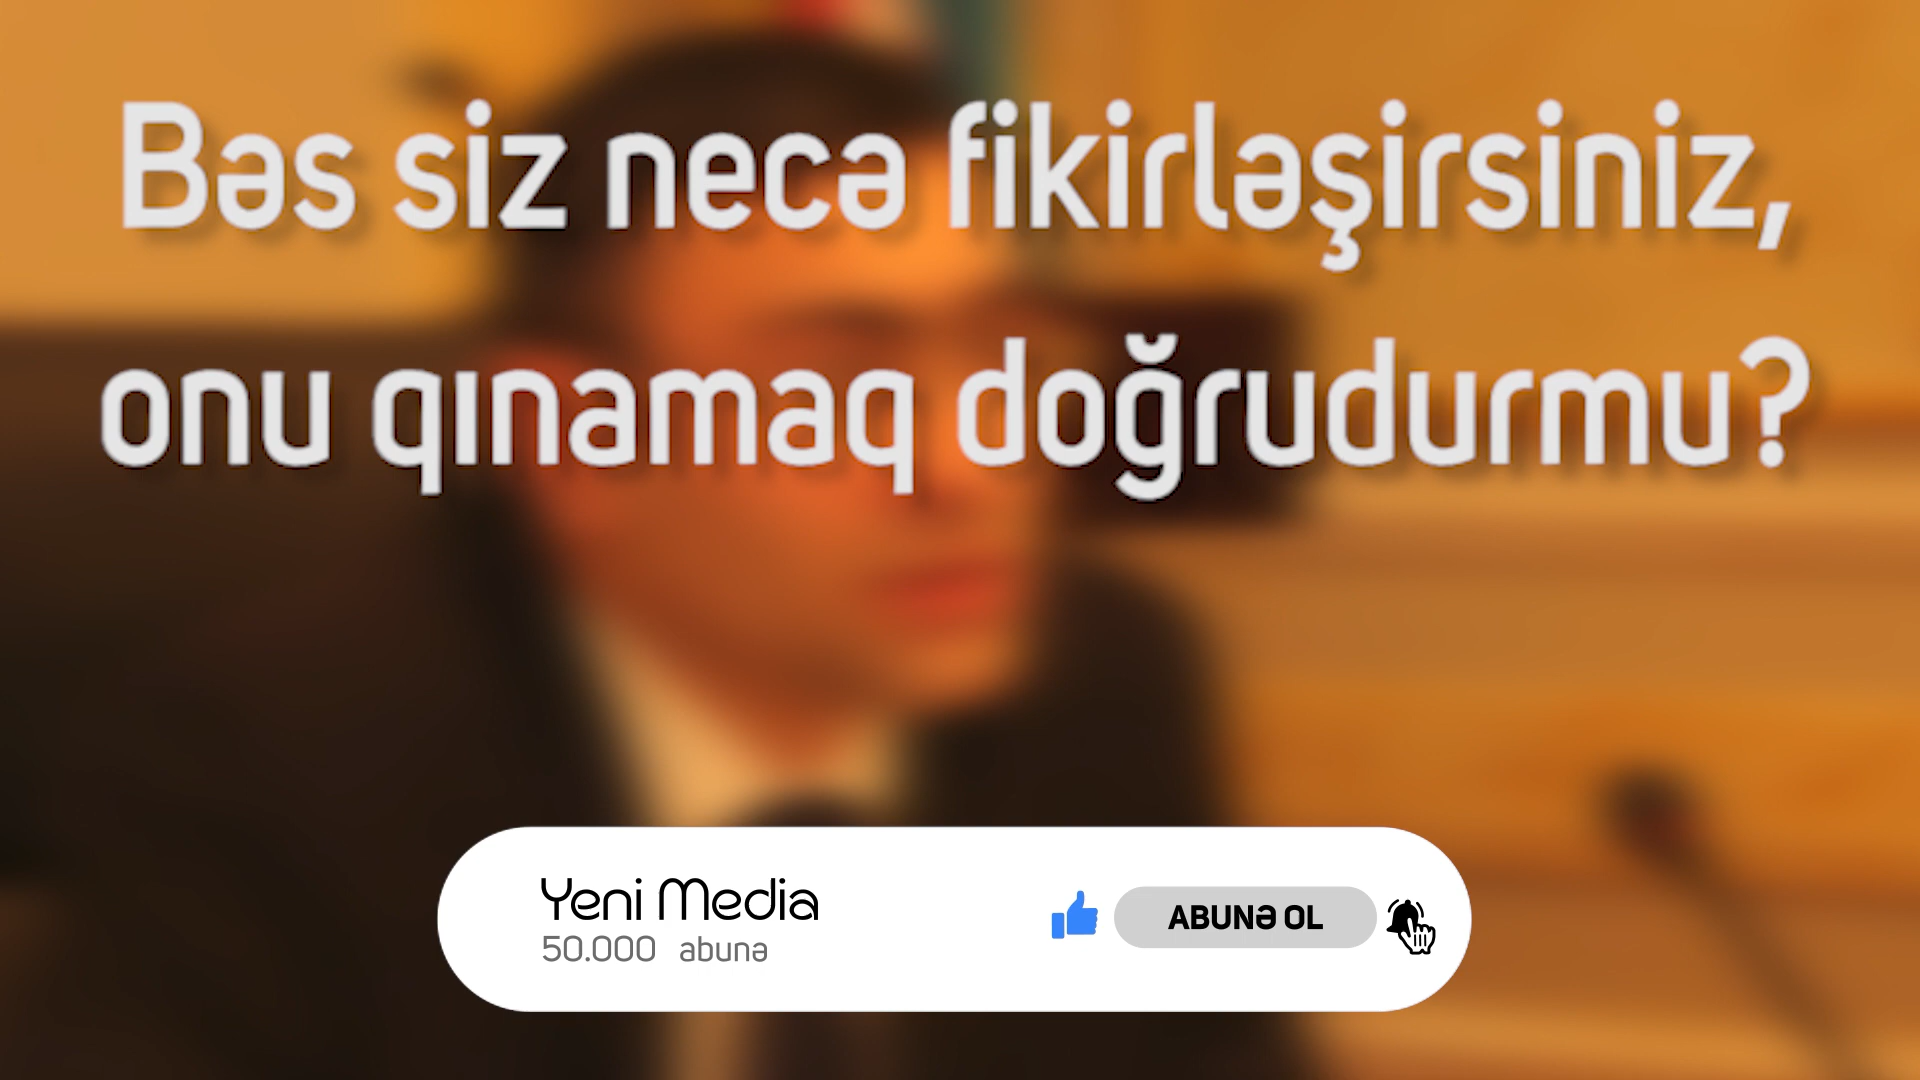 Bəs siz necə fikirləşirsiniz,
onu qınamaq doğrudurmu?
Yeni Media
50.000 abunə
ABUNƏ OL